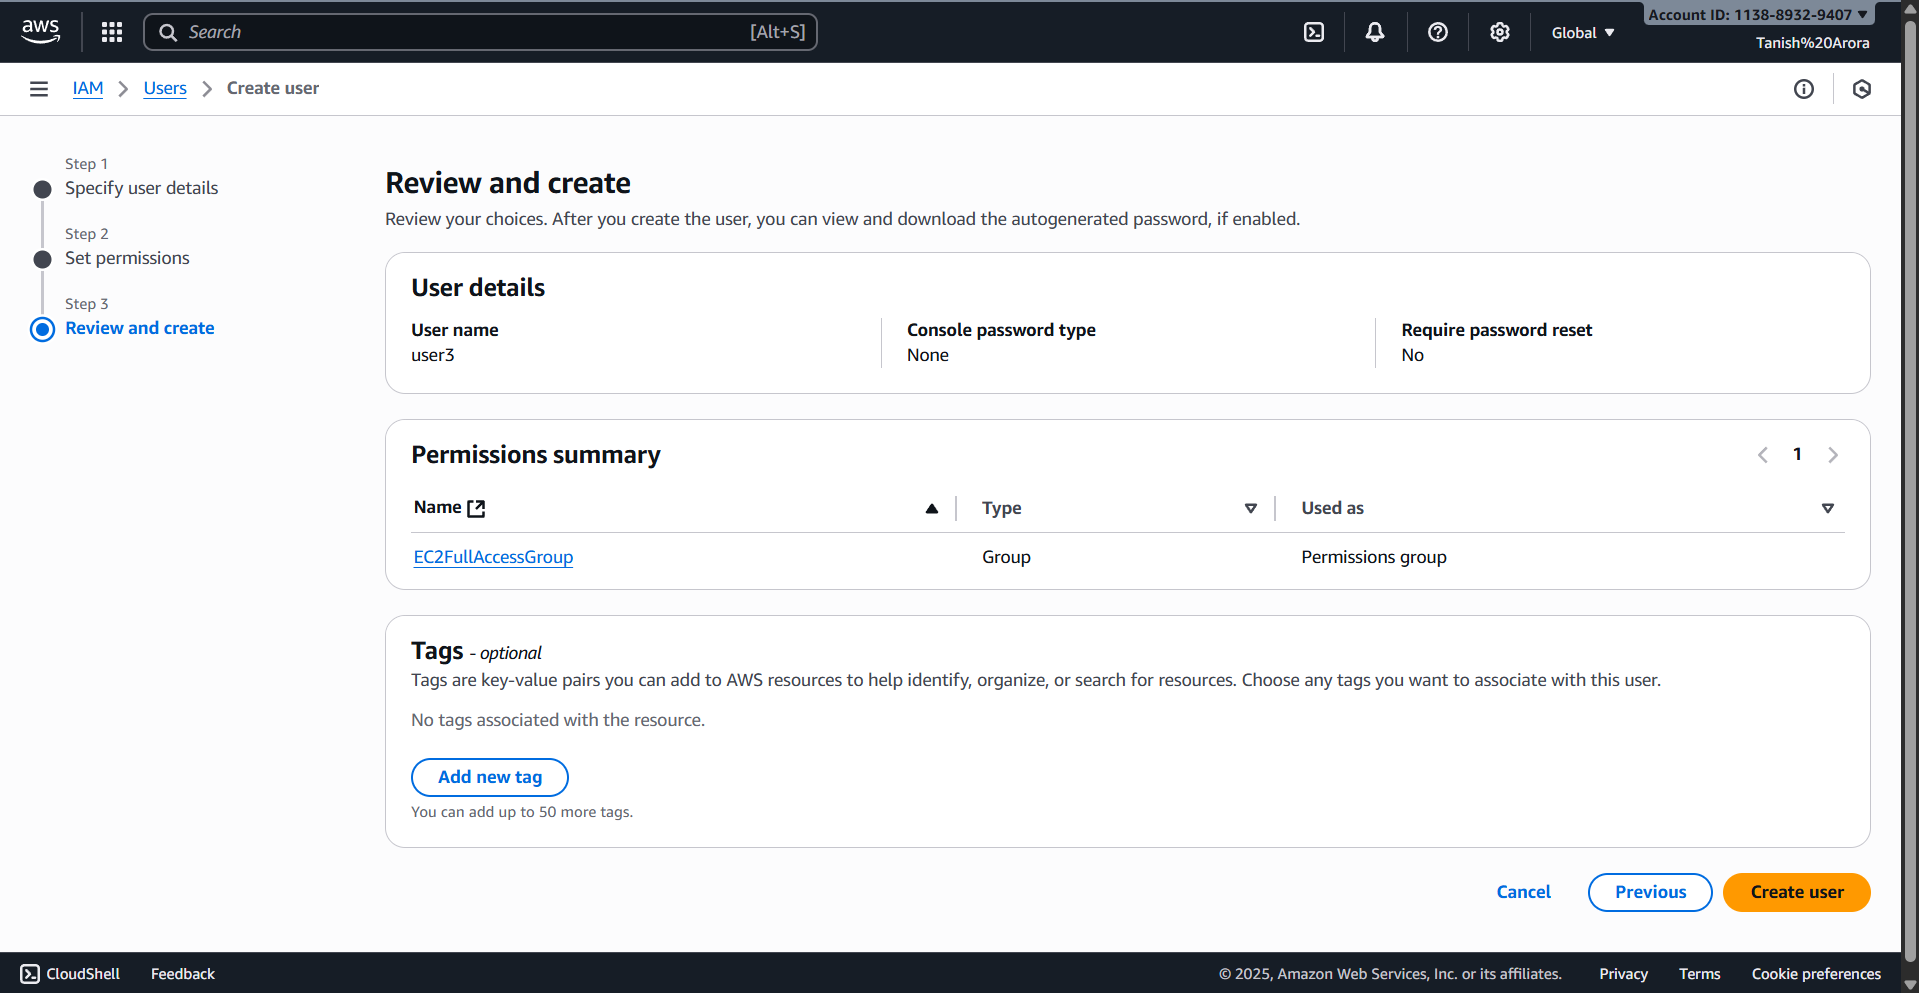 aws
Search [Alt+S]
Global
Account ID: 1138-8932-9407
Tanish%20Arora
IAM Users Create user
Step 1
Specify user details
Step 2
Set permissions
Step 3
Review and create
Review and create
Review your choices. After you create the user, you can view and download the autogenerated password, if enabled.
User details
User name Console password type Require password reset
user3 None No
Permissions summary
1
Name Type Used as
EC2FullAccessGroup Group Permissions group
Tags - optional
Tags are key-value pairs you can add to AWS resources to help identify, organize, or search for resources. Choose any tags you want to associate with this user.
No tags associated with the resource.
Add new tag
You can add up to 50 more tags.
Cancel Previous Create user
CloudShell Feedback © 2025, Amazon Web Services, Inc. or its affiliates. Privacy Terms Cookie preferences